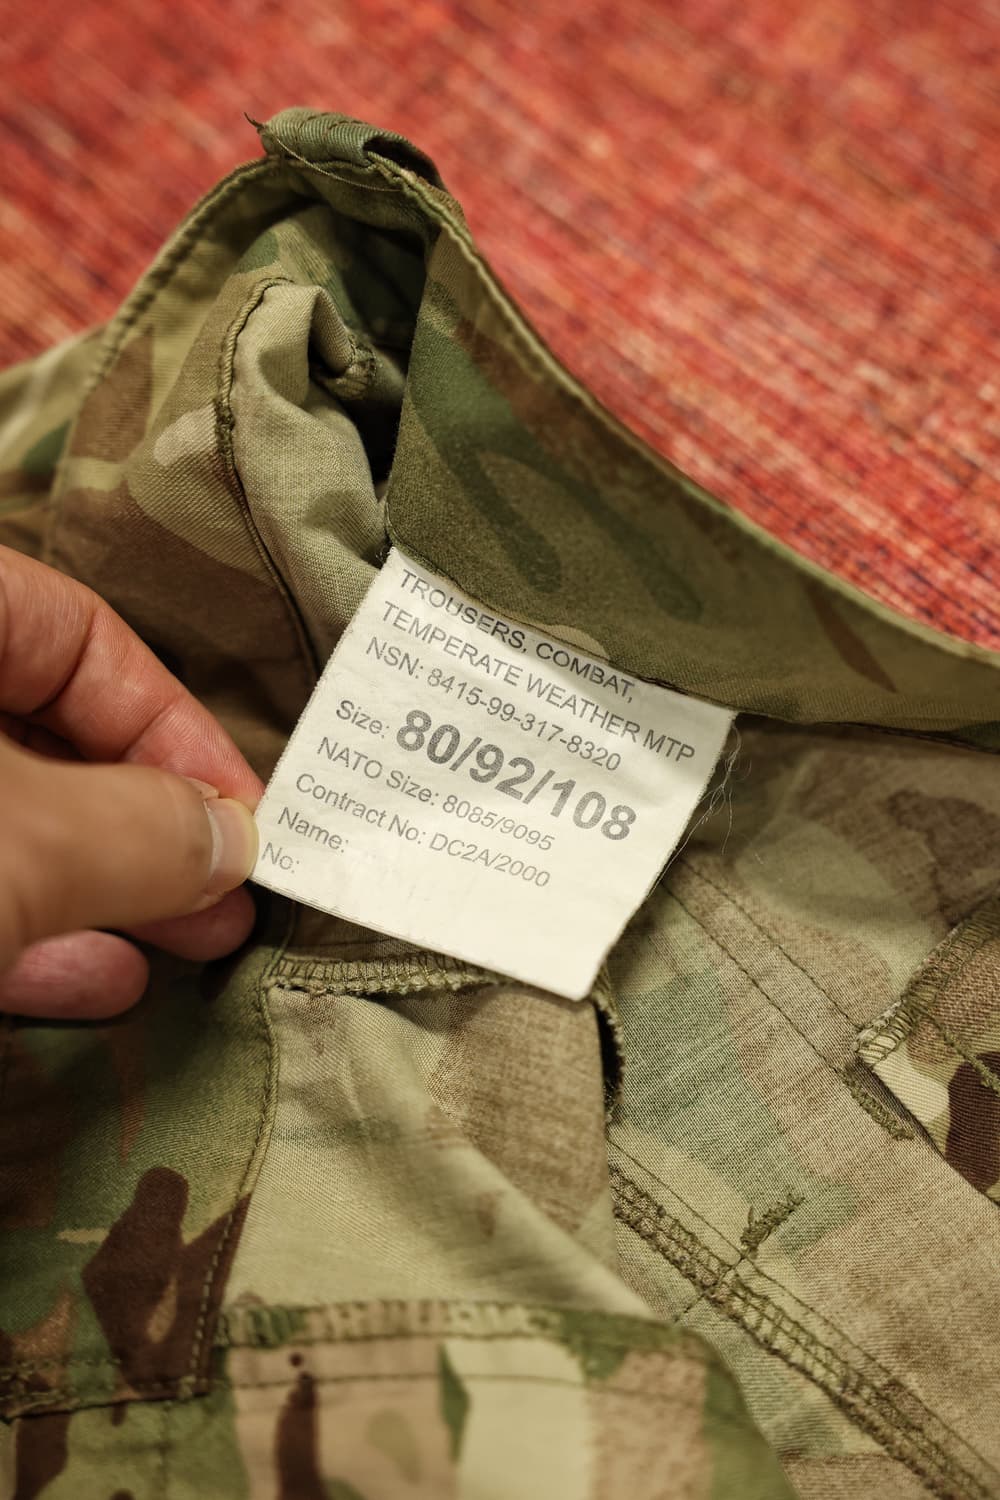 TROUSERS, COMBAT,
TEMPERATE WEATHER MTP
NSN: 8415-99-317-8320
Size: 80/92/108
NATO Size: 8085/9095
Contract No: DC2A/2000
Name:
No: